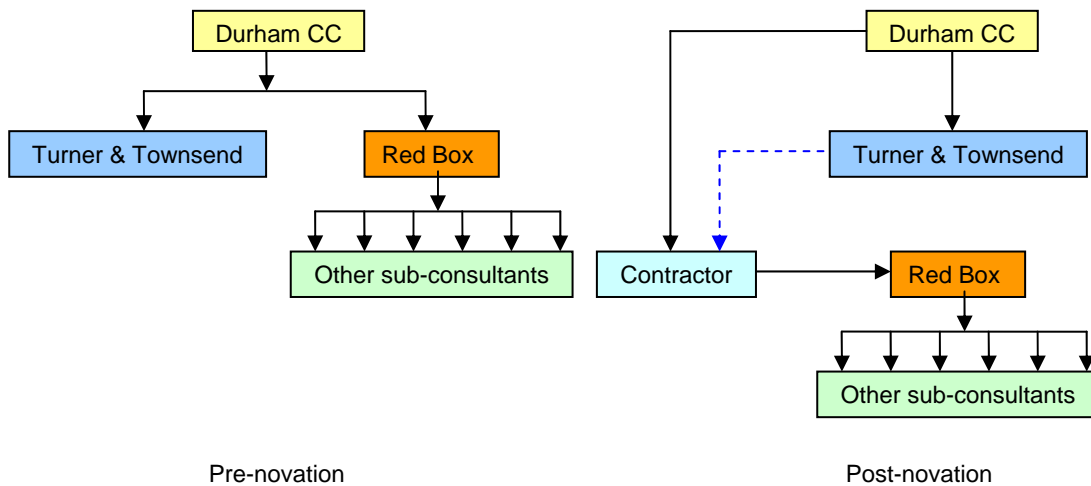 Durham CC
Turner & Townsend
Red Box
Other sub-consultants
Pre-novation
Durham CC
Turner & Townsend
Contractor
Red Box
Other sub-consultants
Post-novation